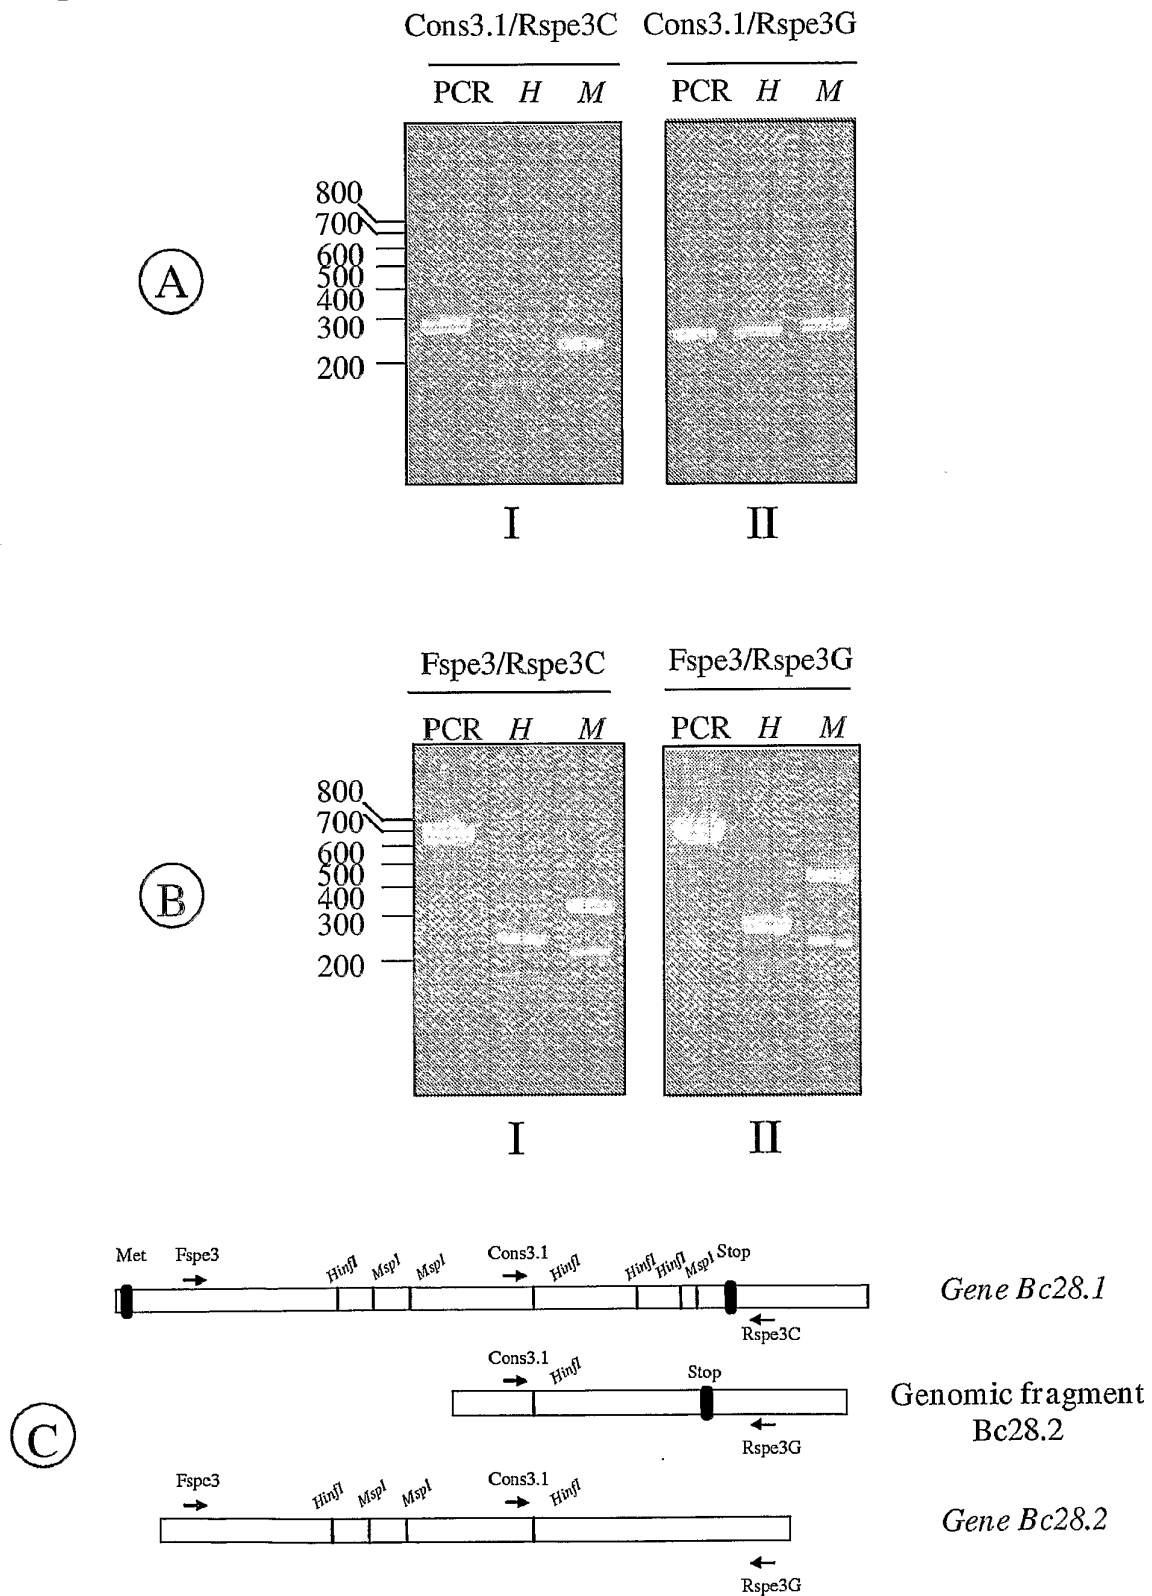 Cons3.1/Rspe3C Cons3.1/Rspe3G
PCR H M PCR H M
800
700
600
500
400
300
200
A
I II
Fspe3/Rspe3C Fspe3/Rspe3G
PCR H M PCR H M
800
700
600
500
400
300
200
B
I II
Met Fspe3 HinfI MspI MspI Cons3.1 HinfI HinfI HinfI MspI Stop
Gene Bc28.1
Rspe3C
Cons3.1 HinfI Stop
Genomic fragment
Bc28.2
Rspe3G
C
Fspe3 HinfI MspI MspI Cons3.1 HinfI
Gene Bc28.2
Rspe3G